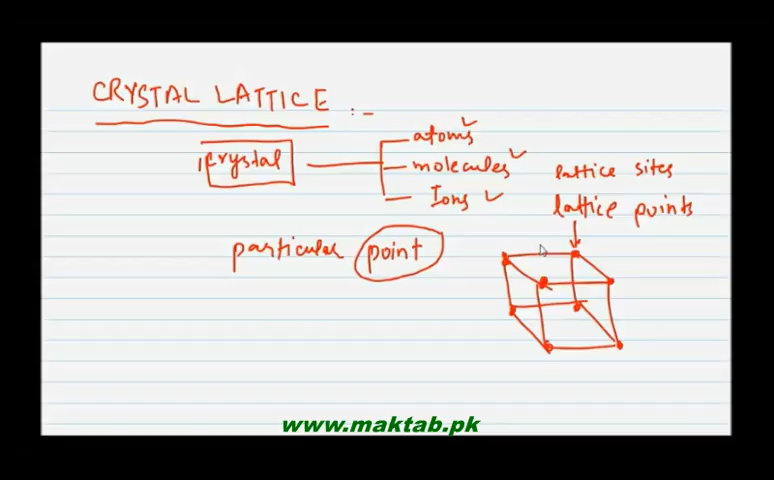 CRYSTAL LATTICE :-
crystal
atoms
molecules
Ions
lattice sites
lattice points
particular point
www.maktab.pk